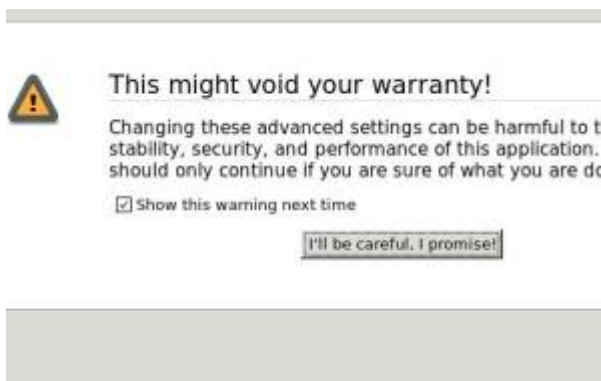 This might void your warranty!
Changing these advanced settings can be harmful to t
stability, security, and performance of this application.
should only continue if you are sure of what you are do
Show this warning next time
I'll be careful, I promise!